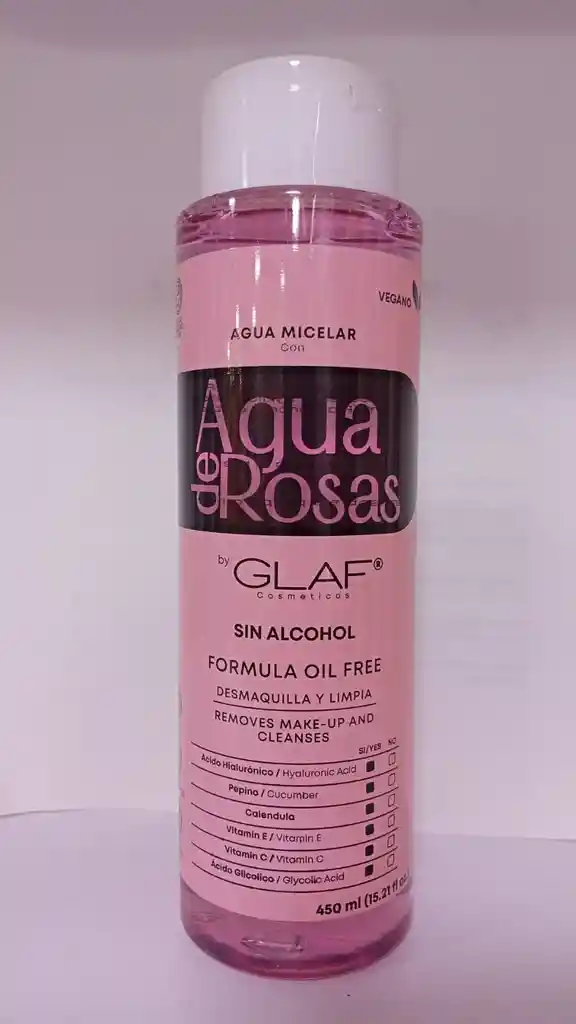 VEGANO
AGUA MICELAR
Con
Agua
de Rosas
by GLAF®
Cosmeticos
SIN ALCOHOL
FORMULA OIL FREE
DESMAQUILLA Y LIMPIA
REMOVES MAKE-UP AND
CLEANSES
SI/YES NO
Acido Hialurónico / Hyaluronic Acid
Pepino / Cucumber
Calendula
Vitamin E / Vitamin E
Vitamin C / Vitamin C
Ácido Glicolico / Glycolic Acid
450 ml (15.21 fl oz.)